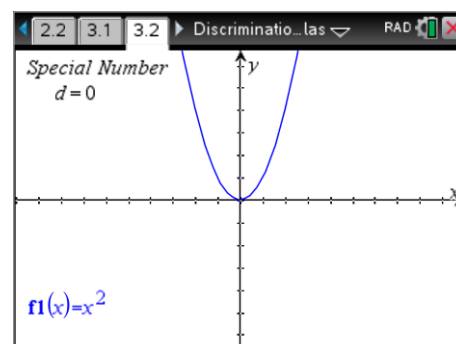 2.2 3.1 3.2 Discriminatio...las RAD
Special Number
d=0
y
x
f1(x)=x²